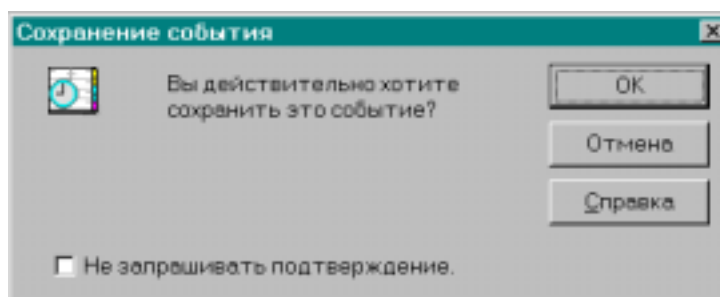 Сохранение события
Вы действительно хотите
сохранить это событие?
OK
Отмена
Справка
Не запрашивать подтверждение.